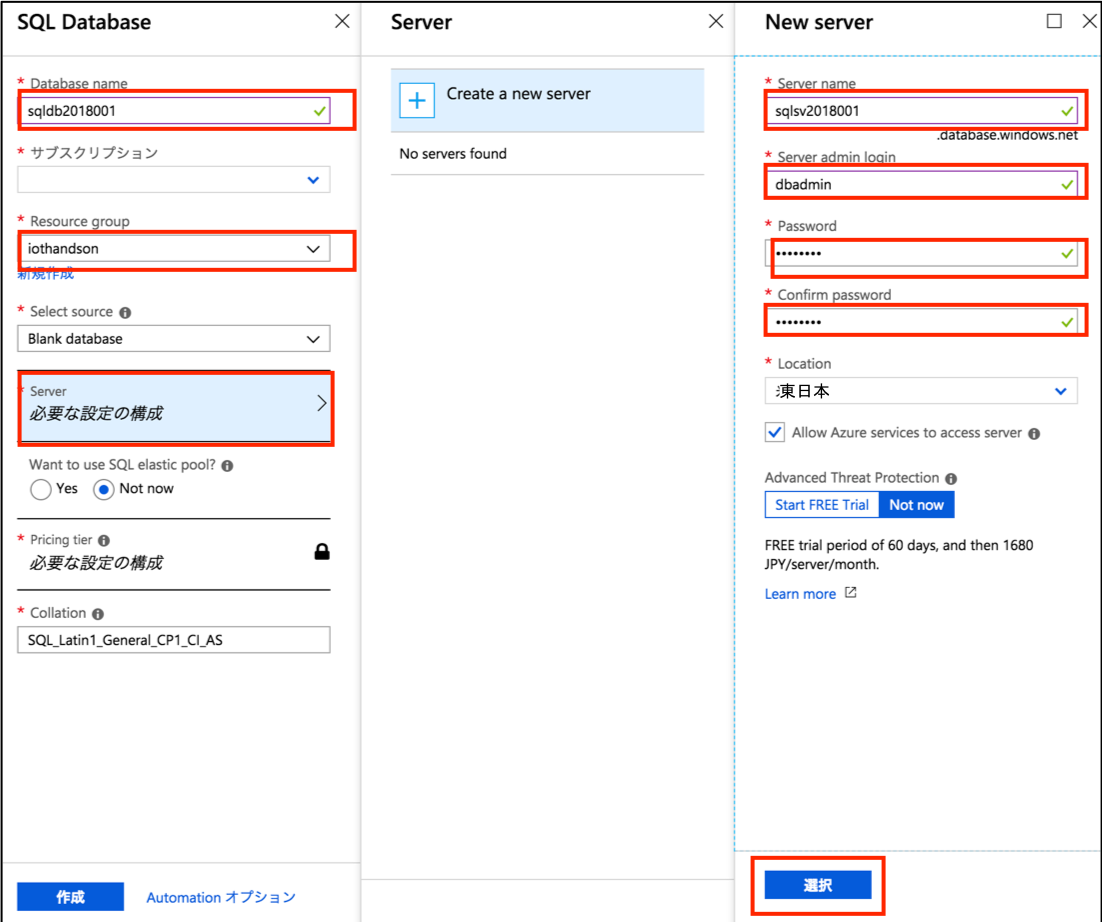 SQL Database
* Database name
sqldb2018001
* サブスクリプション
* Resource group
iothandson
新規作成
* Select source
Blank database
* Server
必要な設定の構成
Want to use SQL elastic pool?
Yes Not now
* Pricing tier
必要な設定の構成
* Collation
SQL_Latin1_General_CP1_CI_AS
作成 Automation オプション
Server
Create a new server
No servers found
New server
* Server name
sqlsv2018001
.database.windows.net
* Server admin login
dbadmin
* Password
••••••••
* Confirm password
••••••••
* Location
東日本
Allow Azure services to access server
Advanced Threat Protection
Start FREE Trial Not now
FREE trial period of 60 days, and then 1680
JPY/server/month.
Learn more
選択